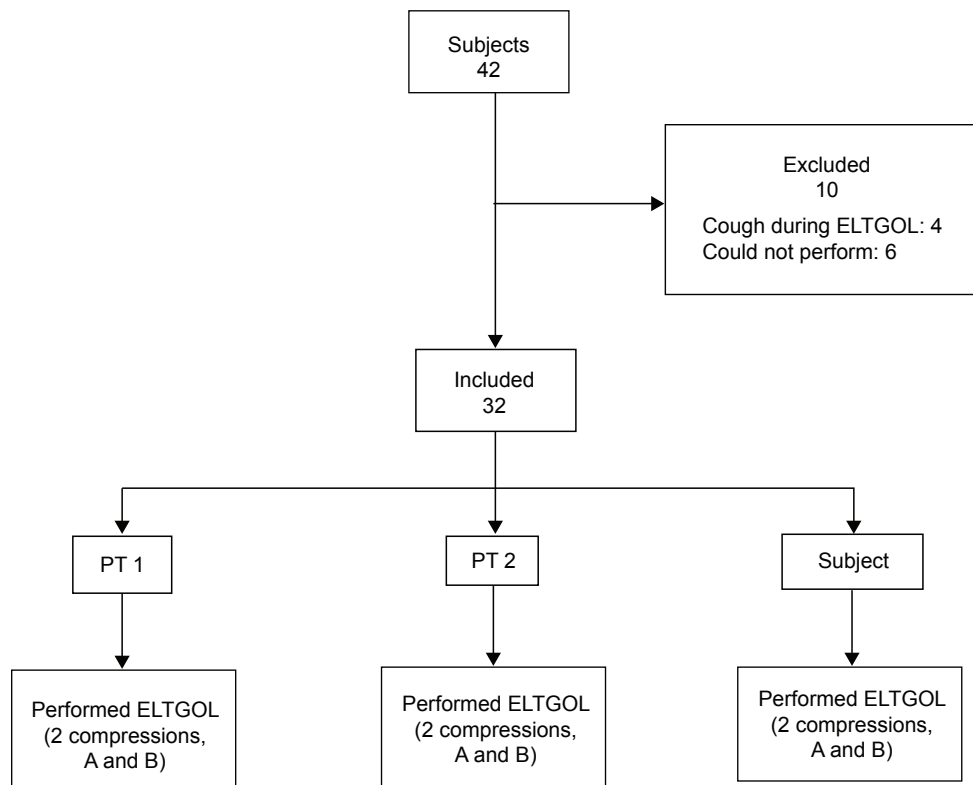 Subjects
42
Excluded
10
Cough during ELTGOL: 4
Could not perform: 6
Included
32
PT 1
PT 2
Subject
Performed ELTGOL
(2 compressions,
A and B)
Performed ELTGOL
(2 compressions,
A and B)
Performed ELTGOL
(2 compressions,
A and B)